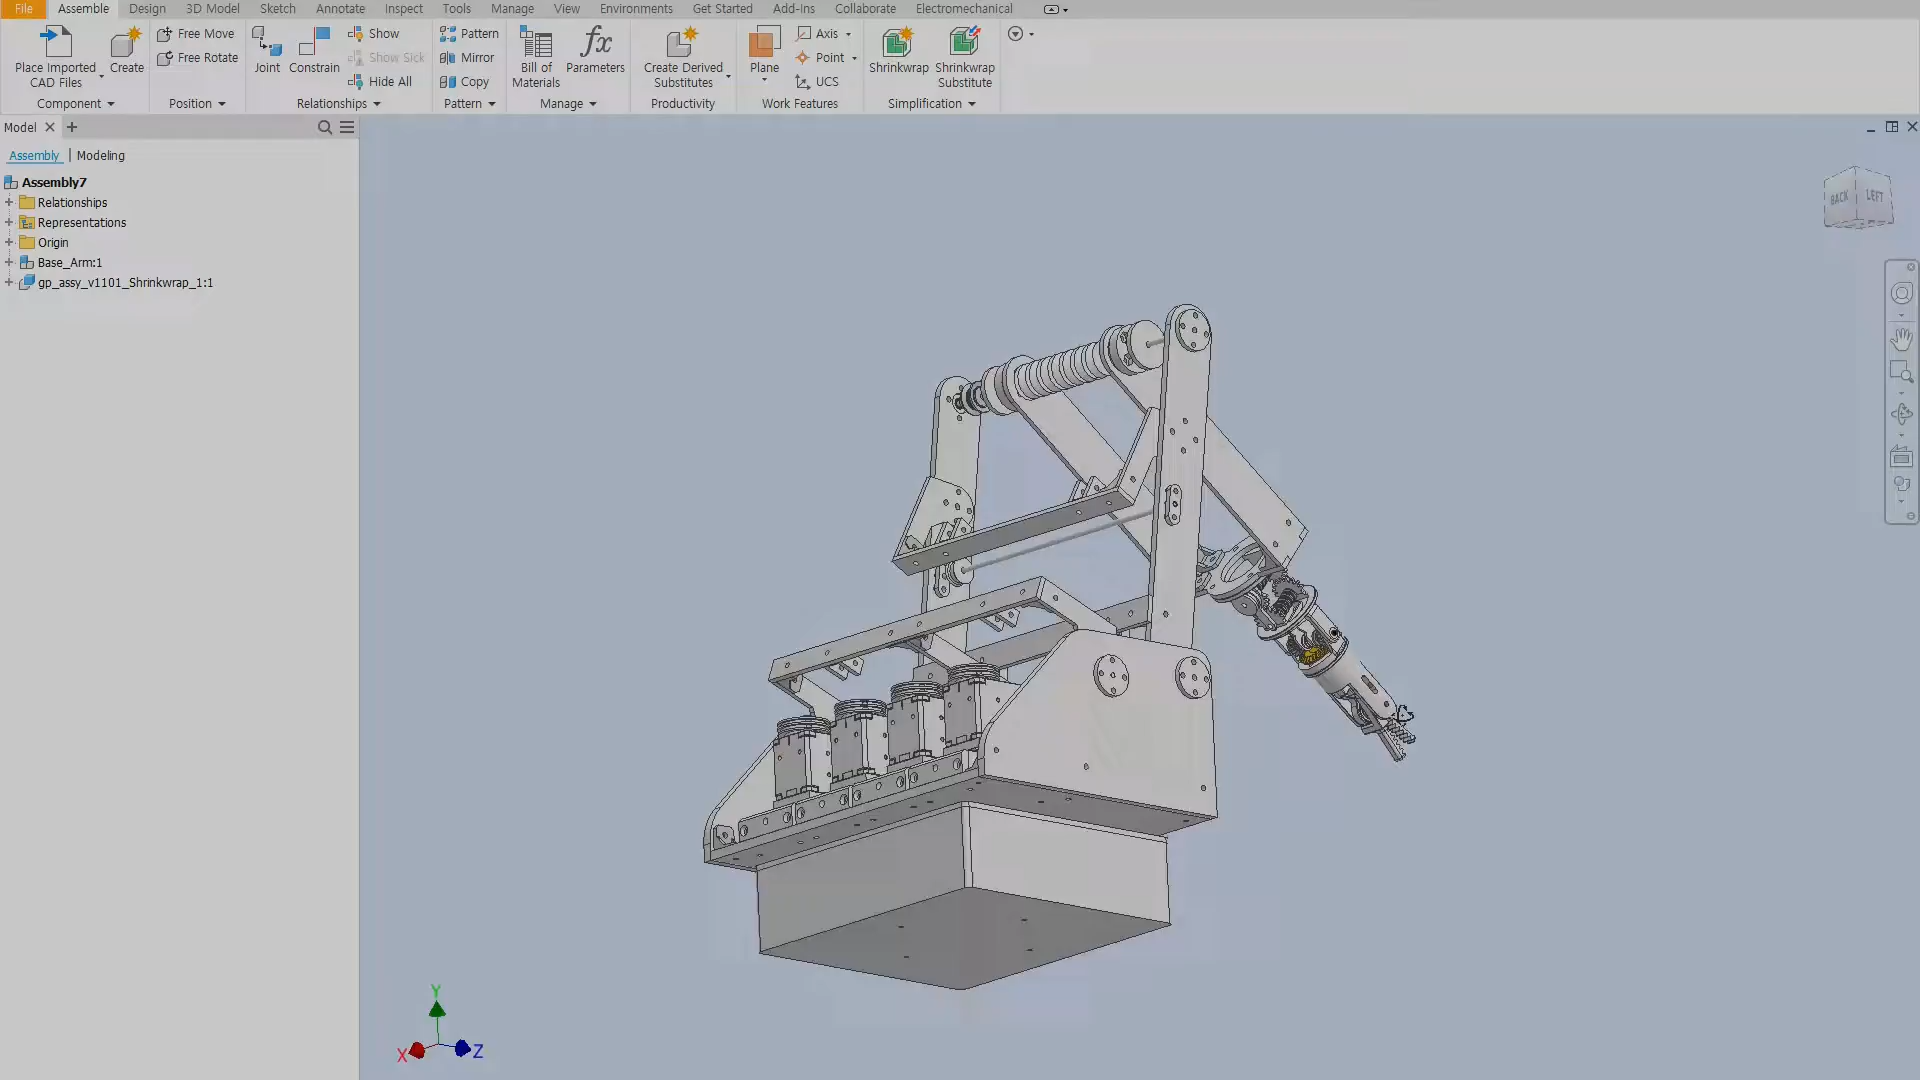 File Assemble Design 3D Model Sketch Annotate Inspect Tools Manage View Environments Get Started Add-Ins Collaborate Electromechanical
Place Imported
CAD Files
Create
Component
Free Move
Free Rotate
Position
Joint
Constrain
Show
Show Sick
Hide All
Relationships
Pattern
Mirror
Copy
Pattern
Bill of
Materials
fx
Parameters
Manage
Create Derived
Substitutes
Productivity
Plane
Axis
Point
UCS
Work Features
Shrinkwrap
Shrinkwrap
Substitute
Simplification
Model
Assembly | Modeling
Assembly7
Relationships
Representations
Origin
Base_Arm:1
gp_assy_v1101_Shrinkwrap_1:1
BACK LEFT
Y
X
Z